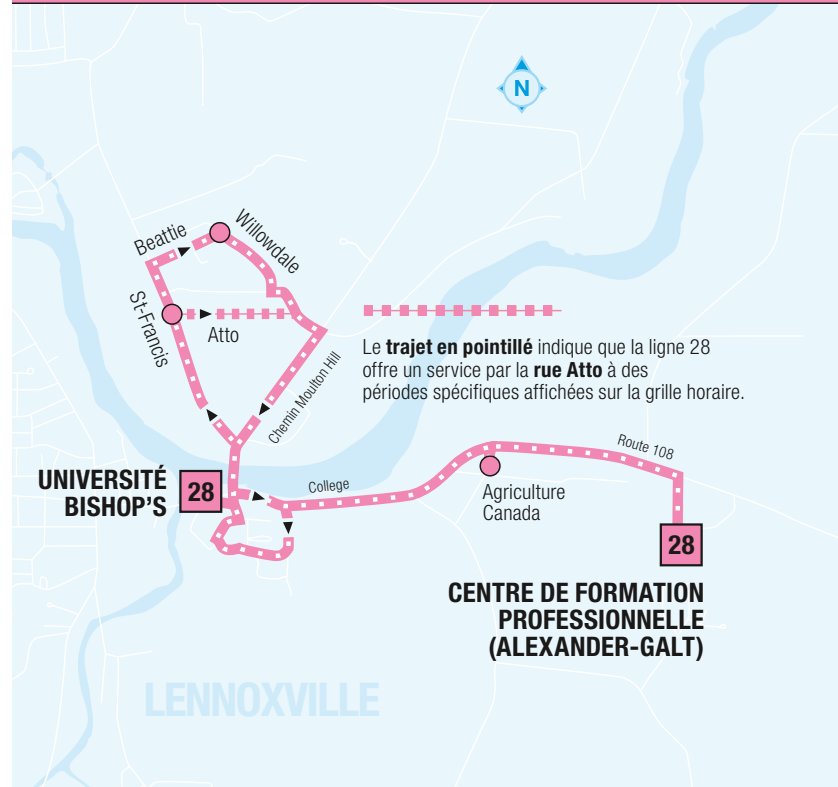 N
Beattie
Willowdale
St-Francis
Atto
Chemin Moulton Hill
Le trajet en pointillé indique que la ligne 28
offre un service par la rue Atto à des
périodes spécifiques affichées sur la grille horaire.
UNIVERSITÉ
BISHOP'S
28
College
Route 108
Agriculture
Canada
28
CENTRE DE FORMATION
PROFESSIONNELLE
(ALEXANDER-GALT)
LENNOXVILLE